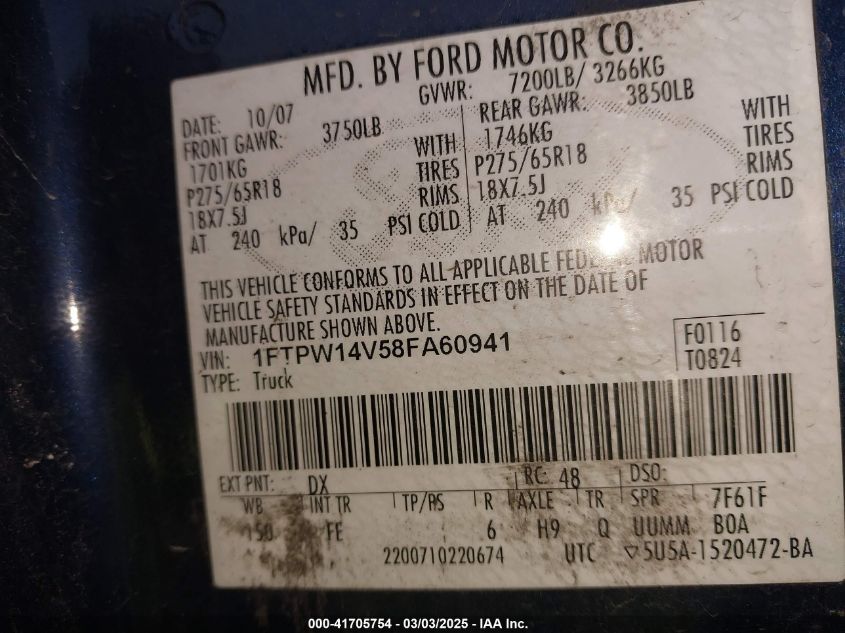 MFD. BY FORD MOTOR CO.
DATE: 10/07 GVWR: 7200LB/ 3266KG
FRONT GAWR: 3750LB REAR GAWR: 3850LB
1701KG WITH 1746KG WITH
P275/65R18 TIRES P275/65R18 TIRES
18X7.5J RIMS 18X7.5J RIMS
AT 240 kPa/ 35 PSI COLD AT 240 kPa/ 35 PSI COLD
THIS VEHICLE CONFORMS TO ALL APPLICABLE FEDERAL MOTOR
VEHICLE SAFETY STANDARDS IN EFFECT ON THE DATE OF
MANUFACTURE SHOWN ABOVE.
VIN: 1FTPW14V58FA60941 F0116
TYPE: Truck T0824
EXT PNT: DX RC: 48 DSO:
WB INT TR TP/PS R AXLE TR SPR 7F61F
150 FE 6 H9 Q UUMM BOA
2200710220674 UTC ▽5U5A-1520472-BA
000-41705754 - 03/03/2025 - IAA Inc.